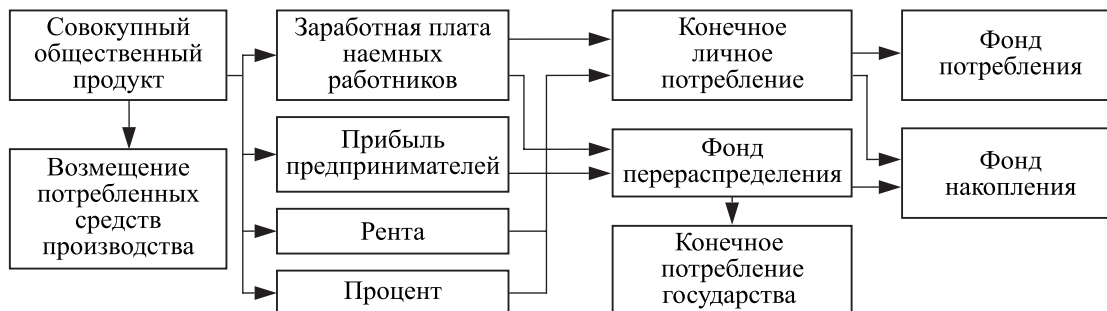 Совокупный
общественный
продукт
Возмещение
потребленных
средств
производства
Заработная плата
наемных
работников
Прибыль
предпринимателей
Рента
Процент
Конечное
личное
потребление
Фонд
перераспределения
Конечное
потребление
государства
Фонд
потребления
Фонд
накопления